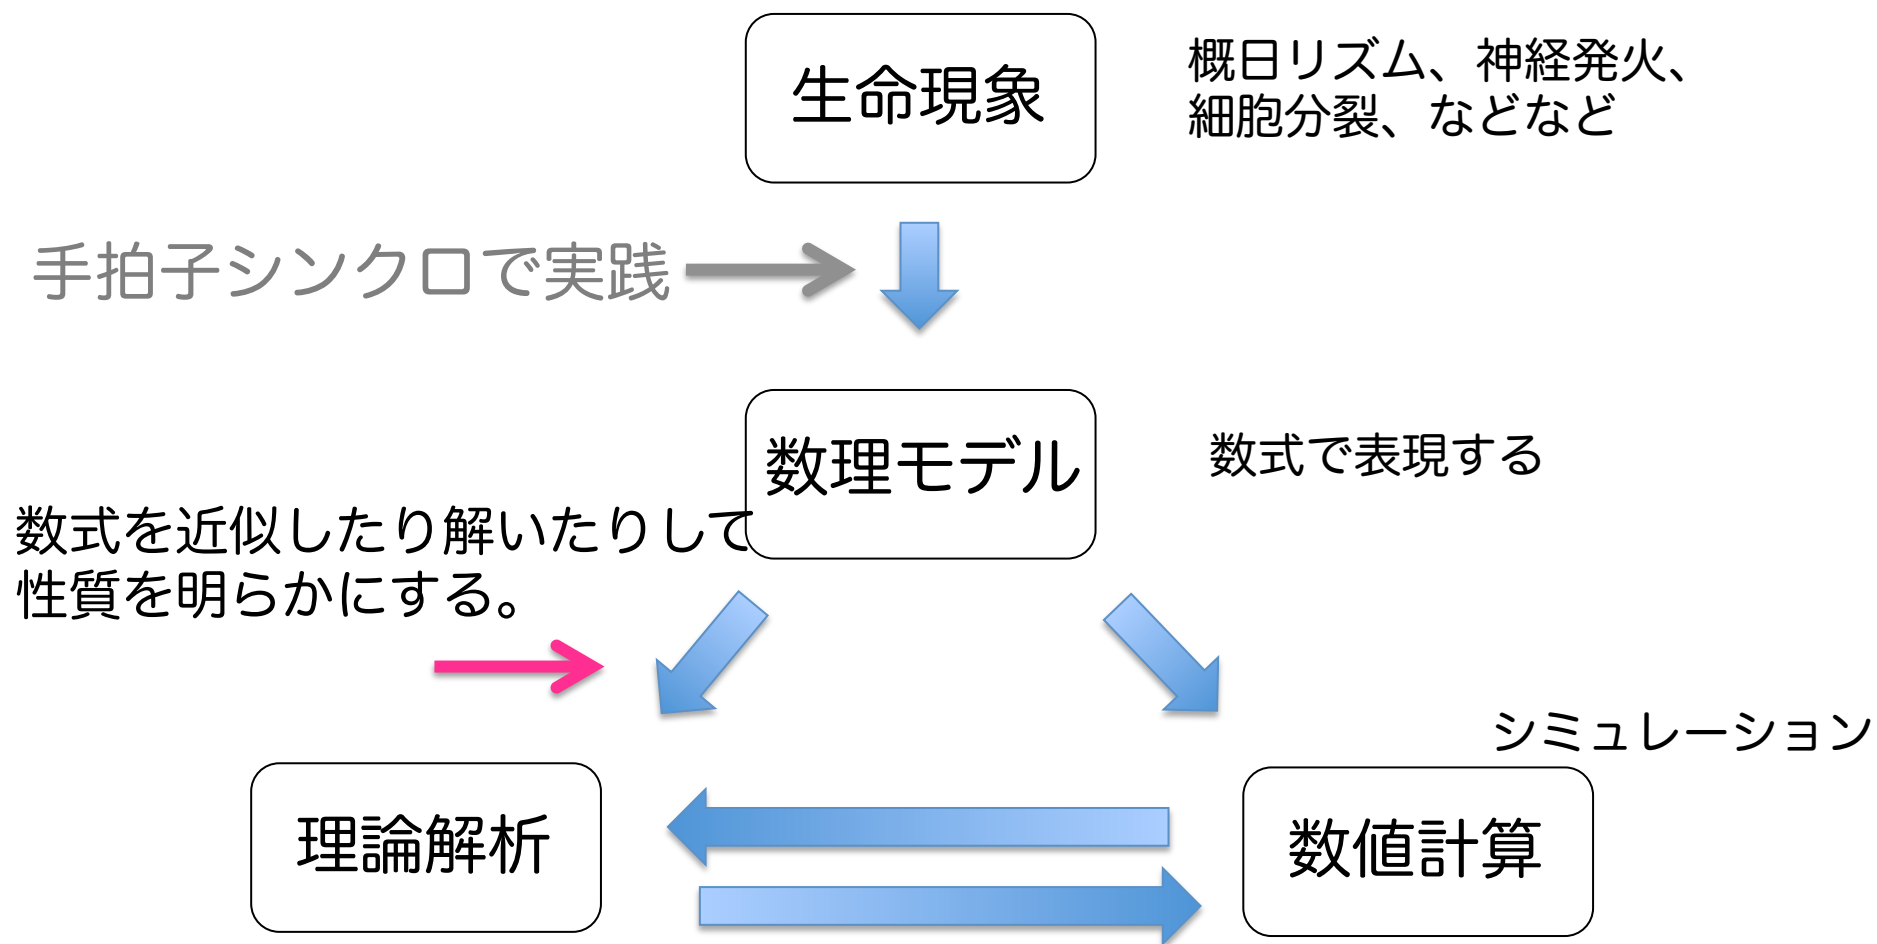 生命現象
概日リズム、神経発火、
細胞分裂、などなど
手拍子シンクロで実践
数理モデル
数式で表現する
数式を近似したり解いたりして
性質を明らかにする。
シミュレーション
理論解析
数値計算